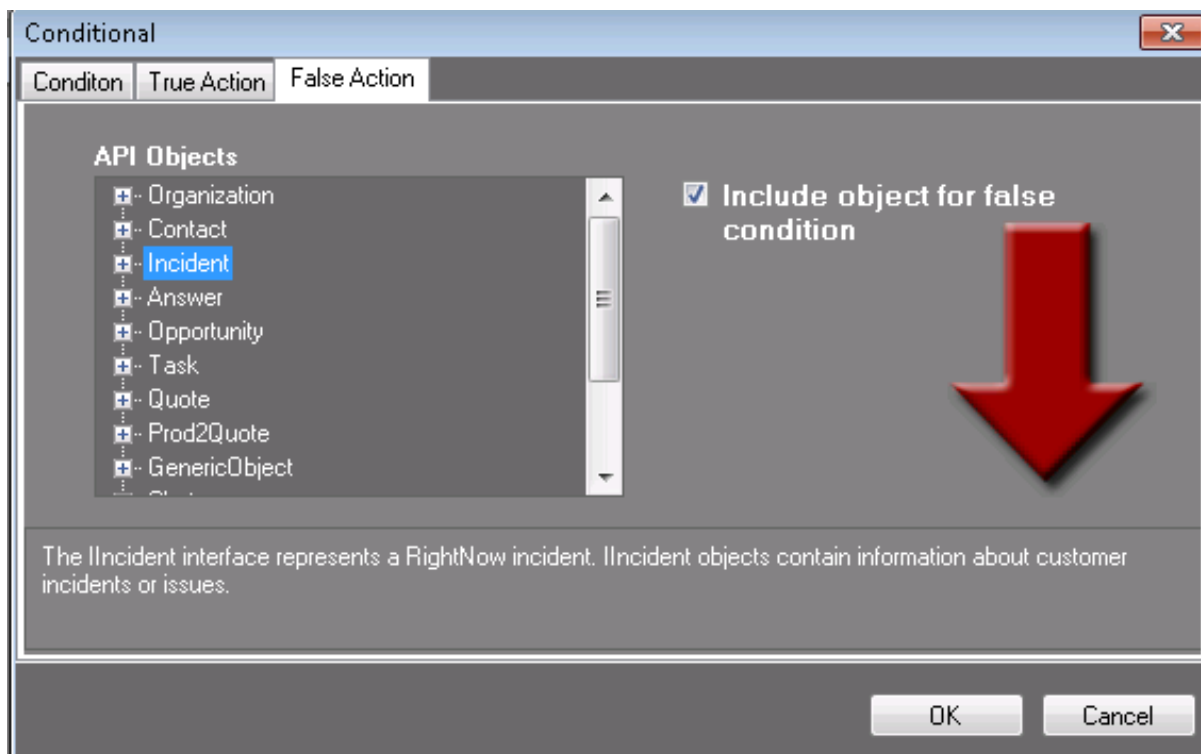 Conditional
Conditon True Action False Action
API Objects
Organization
Contact
Incident
Answer
Opportunity
Task
Quote
Prod2Quote
GenericObject
Include object for false
condition
The IIncident interface represents a RightNow incident. IIncident objects contain information about customer
incidents or issues.
OK Cancel